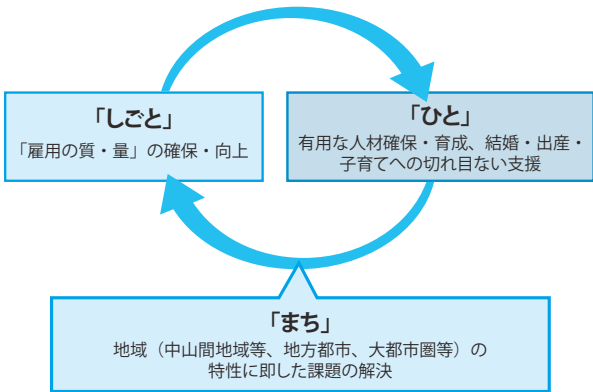 「しごと」
「雇用の質・量」の確保・向上
「ひと」
有用な人材確保・育成、結婚・出産・
子育てへの切れ目ない支援
「まち」
地域（中山間地域等、地方都市、大都市圏等）の
特性に即した課題の解決